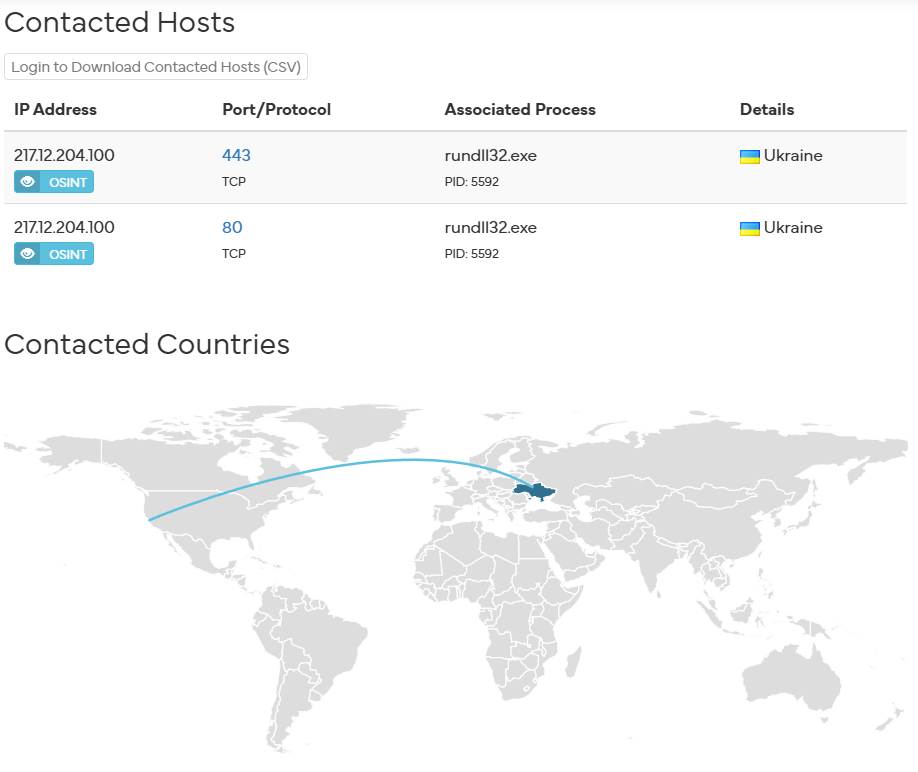 Contacted Hosts
Login to Download Contacted Hosts (CSV)
IP Address Port/Protocol Associated Process Details
217.12.204.100 443 rundll32.exe Ukraine
OSINT TCP PID: 5592
217.12.204.100 80 rundll32.exe Ukraine
OSINT TCP PID: 5592
Contacted Countries